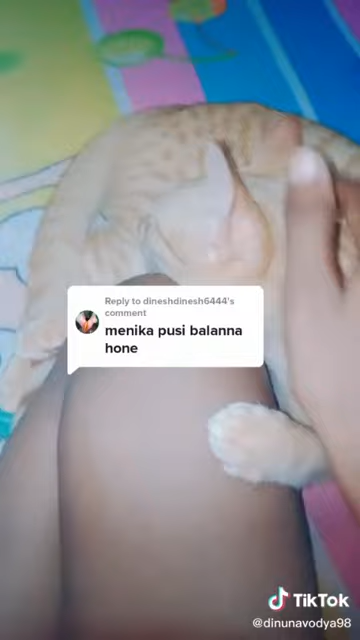 Reply to dineshdinesh6444's
comment
menika pusi balanna
hone
TikTok
@dinunavodya98